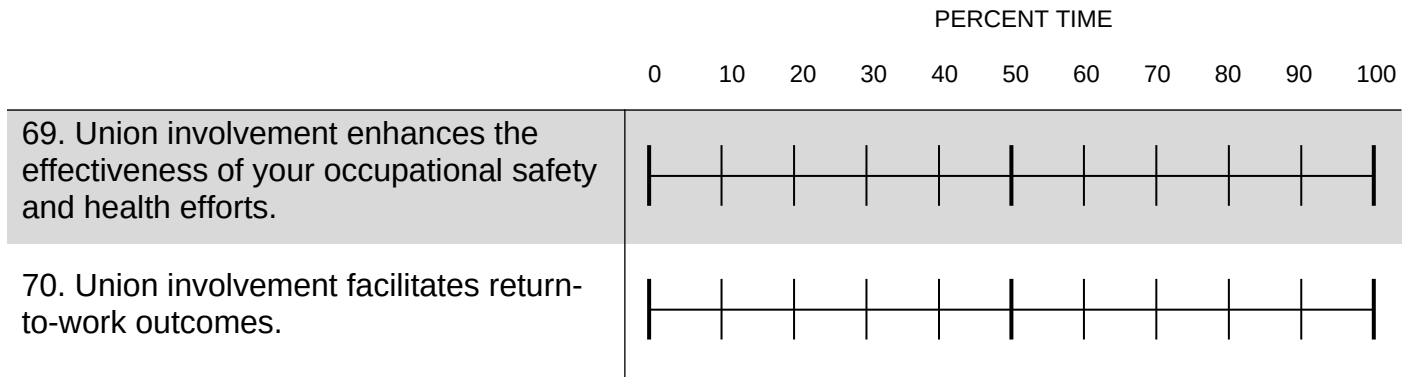 PERCENT TIME
0 10 20 30 40 50 60 70 80 90 100
69. Union involvement enhances the
effectiveness of your occupational safety
and health efforts.
70. Union involvement facilitates return-
to-work outcomes.